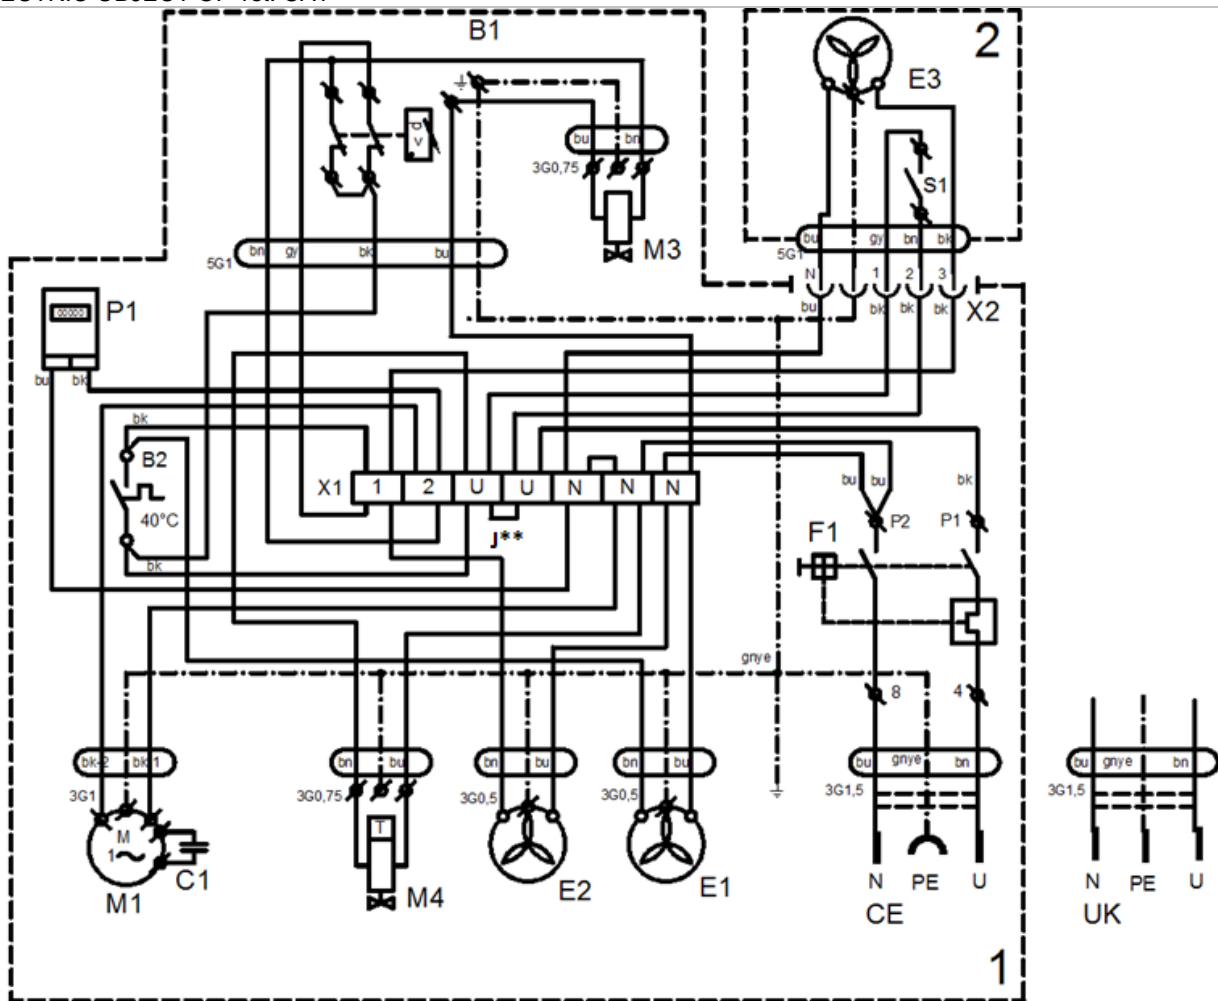 B1
2
E3
bu
bn
3G0,75
M3
S1
bn
gy
bk
bu
5G1
bu
gy
bn
bk
5G1
N
1
2
3
bu
bk
bk
bk
X2
P1
00000
bu
bk
bk
B2
40°C
bk
X1
1
2
U
U
N
N
N
J**
bu
bu
bk
P2
P1
F1
gnye
8
4
bk-2
bk-1
3G1
M
1
C1
M1
bn
bu
3G0,75
T
M4
bn
bu
3G0,5
E2
bn
bu
3G0,5
E1
bu
gnye
bn
3G1,5
N
PE
U
CE
bu
gnye
bn
3G1,5
N
PE
U
UK
1